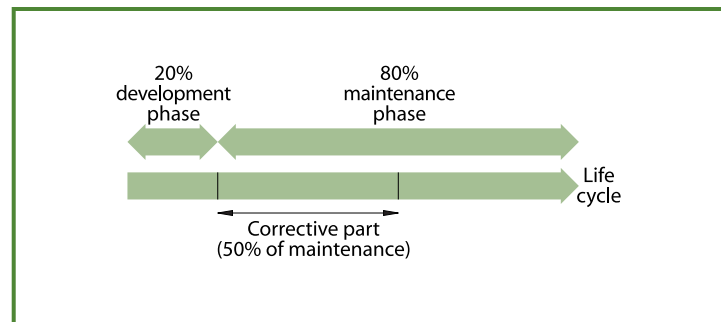 20%
development
phase
80%
maintenance
phase
Life
cycle
Corrective part
(50% of maintenance)